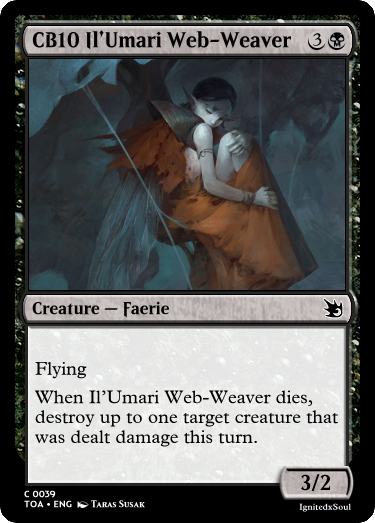 CB10 Il'Umari Web-Weaver 3
Creature — Faerie
Flying
When Il'Umari Web-Weaver dies,
destroy up to one target creature that
was dealt damage this turn.
3/2
C 0039
TOA • ENG Taras Susak
IgnitedxSoul